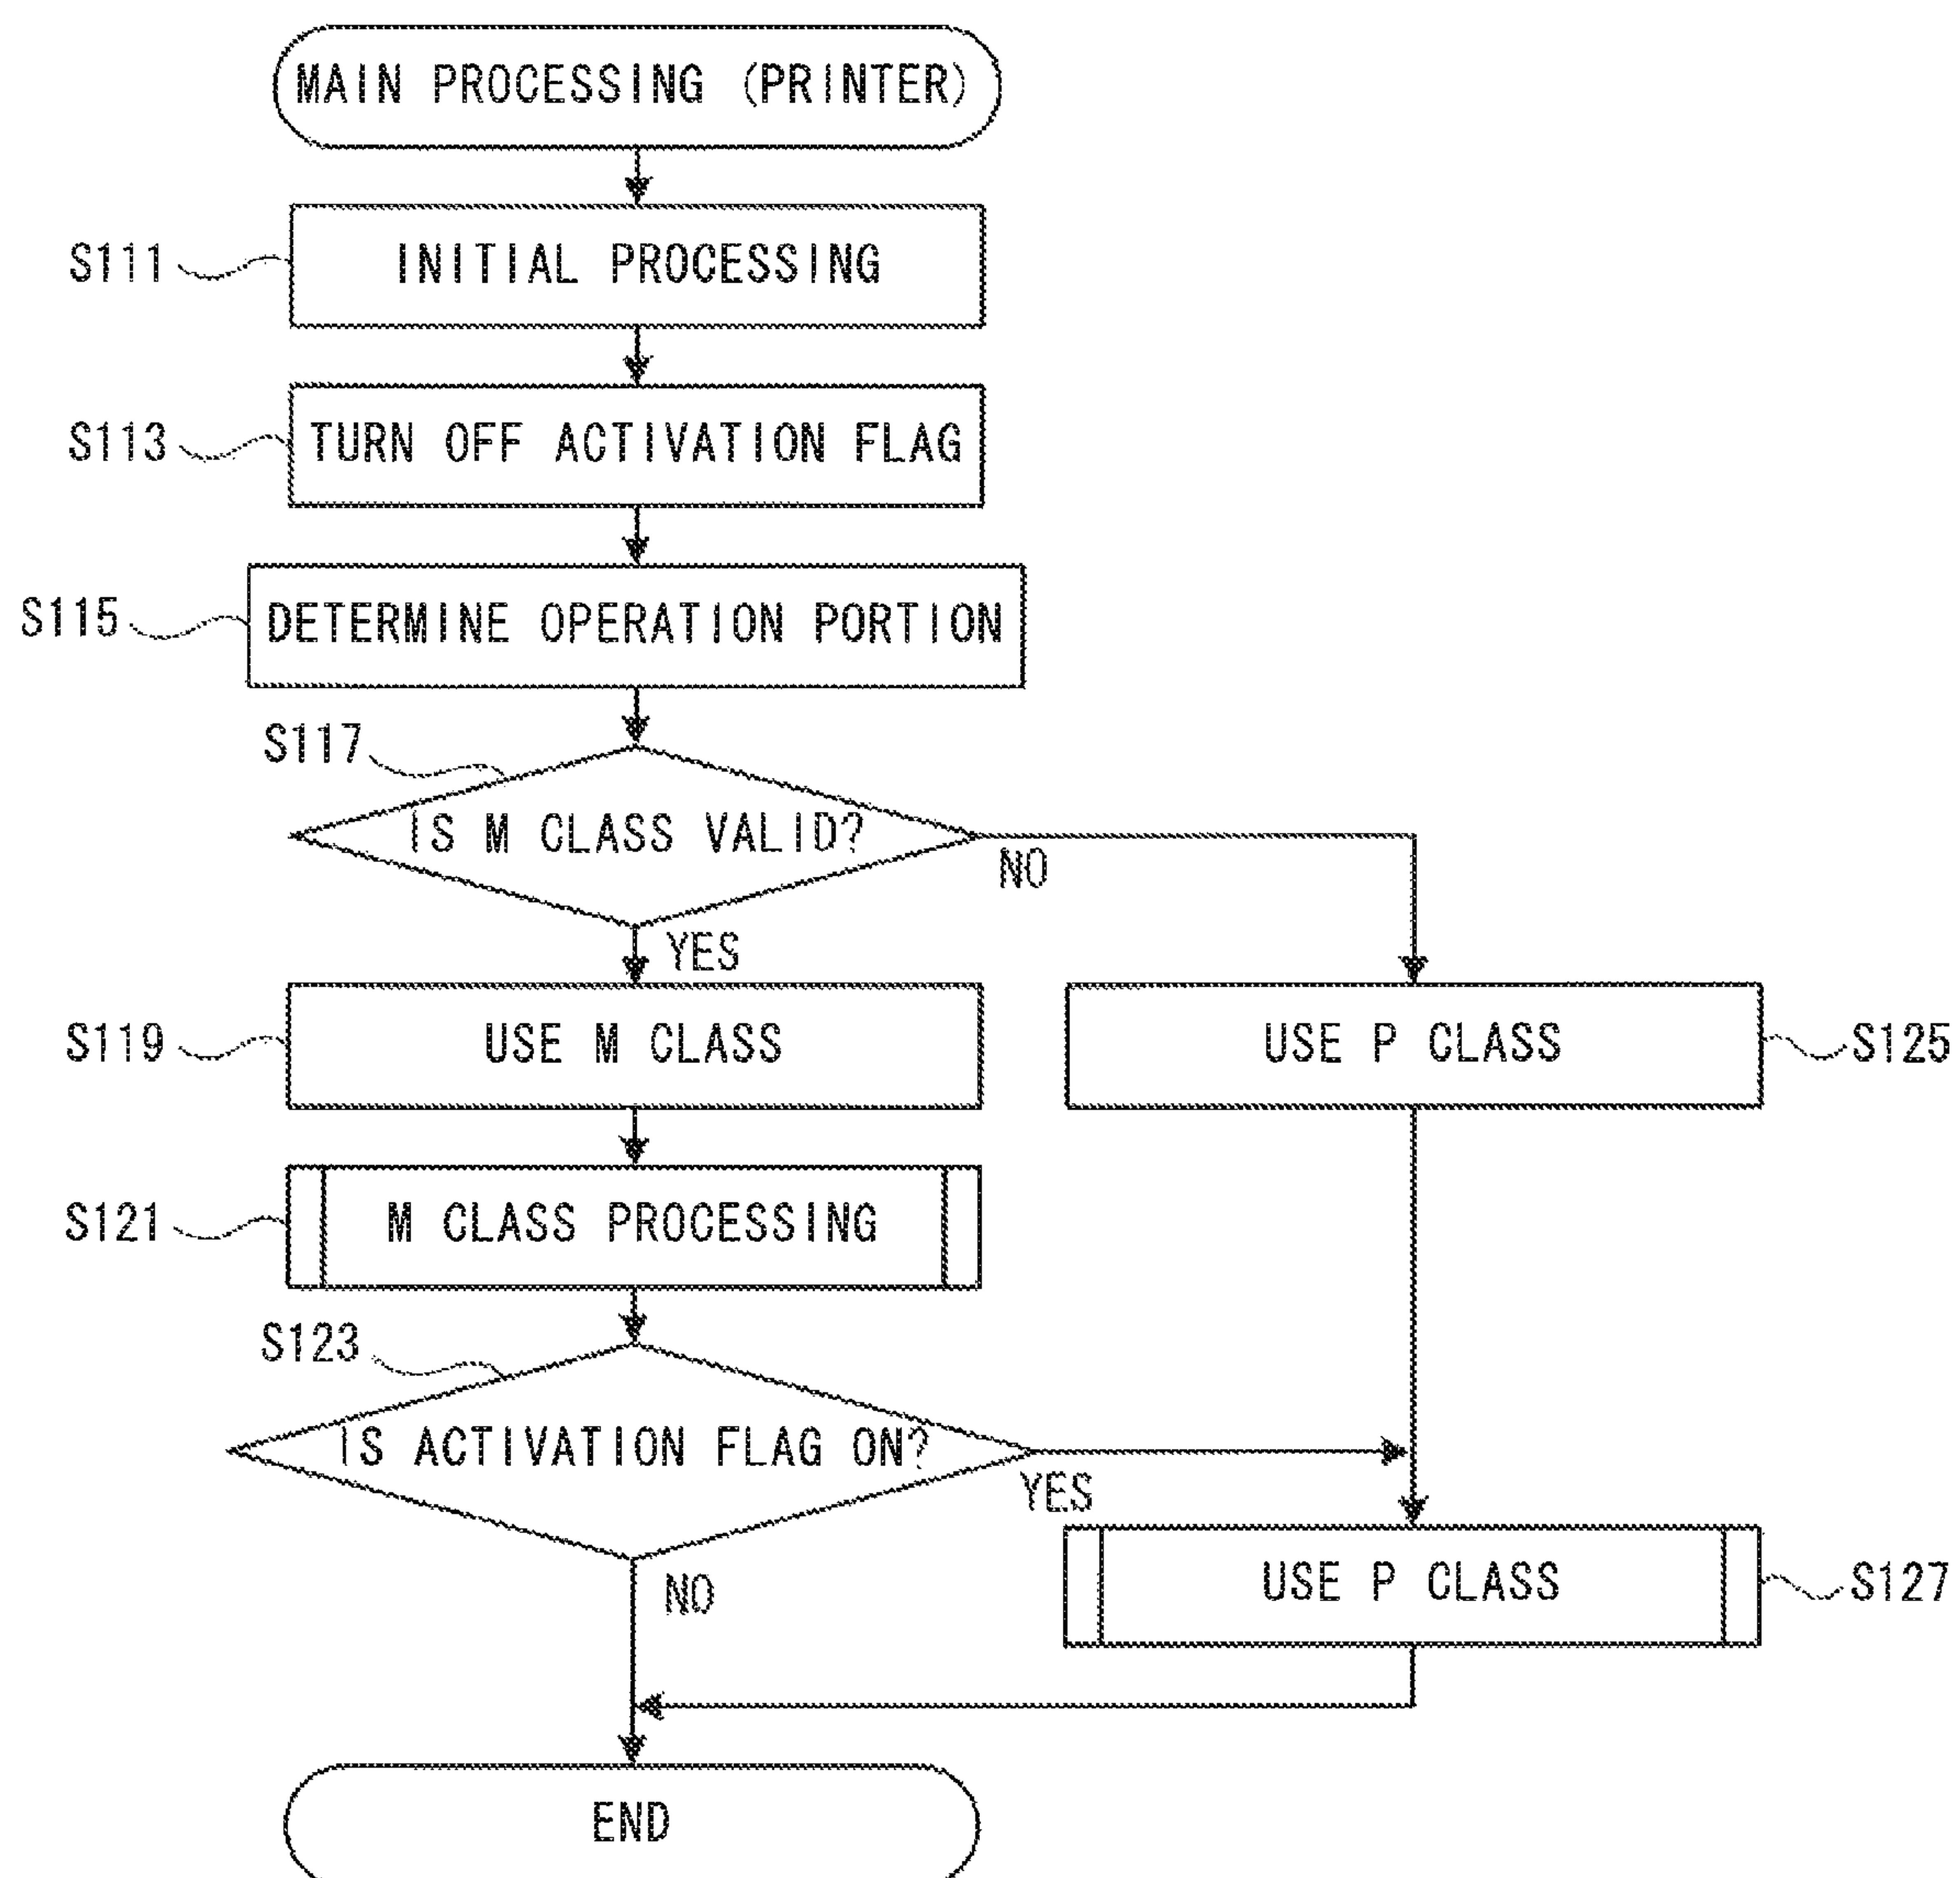 MAIN PROCESSING (PRINTER)
S111
INITIAL PROCESSING
S113
TURN OFF ACTIVATION FLAG
S115
DETERMINE OPERATION PORTION
S117
IS M CLASS VALID?
NO
YES
S119
USE M CLASS
USE P CLASS
S125
S121
M CLASS PROCESSING
S123
IS ACTIVATION FLAG ON?
YES
NO
USE P CLASS
S127
END